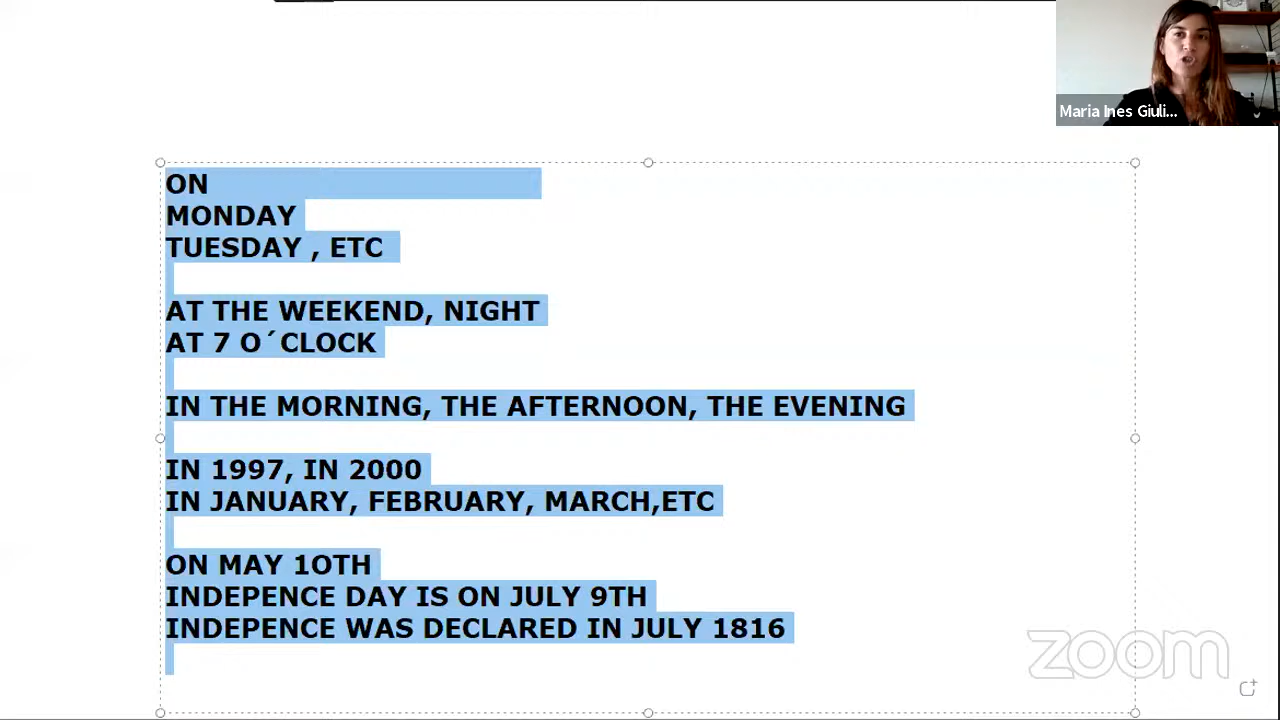 Maria Ines Giuli...
ON
MONDAY
TUESDAY , ETC
AT THE WEEKEND, NIGHT
AT 7 O´CLOCK
IN THE MORNING, THE AFTERNOON, THE EVENING
IN 1997, IN 2000
IN JANUARY, FEBRUARY, MARCH,ETC
ON MAY 1OTH
INDEPENCE DAY IS ON JULY 9TH
INDEPENCE WAS DECLARED IN JULY 1816
zoom